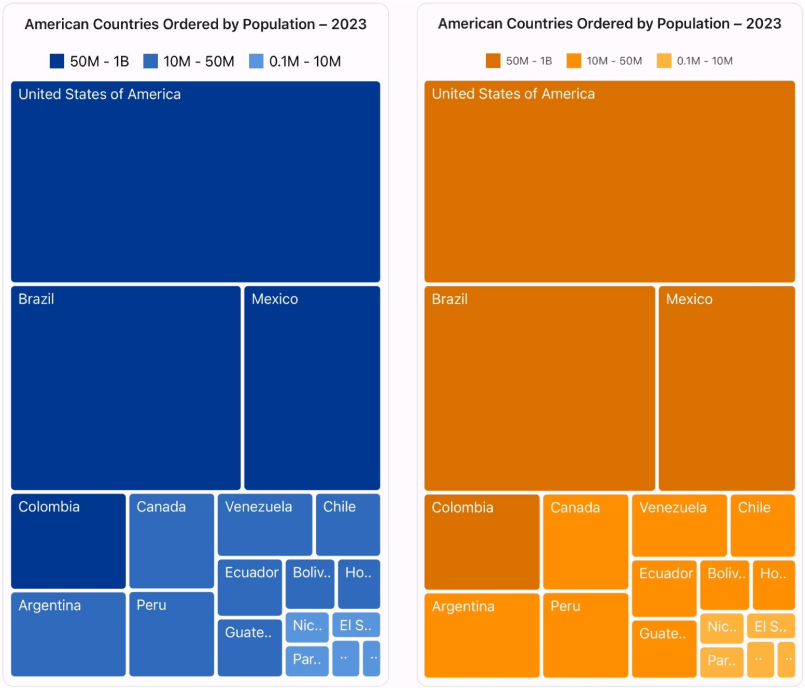 American Countries Ordered by Population – 2023
50M - 1B 10M - 50M 0.1M - 10M
United States of America
Brazil
Mexico
Colombia
Canada
Venezuela
Chile
Ecuador
Boliv..
Ho..
Argentina
Peru
Guate..
Nic..
El S..
Par..
..
..
American Countries Ordered by Population – 2023
50M - 1B 10M - 50M 0.1M - 10M
United States of America
Brazil
Mexico
Colombia
Canada
Venezuela
Chile
Ecuador
Boliv..
Ho..
Argentina
Peru
Guate..
Nic..
El S..
Par..
..
..